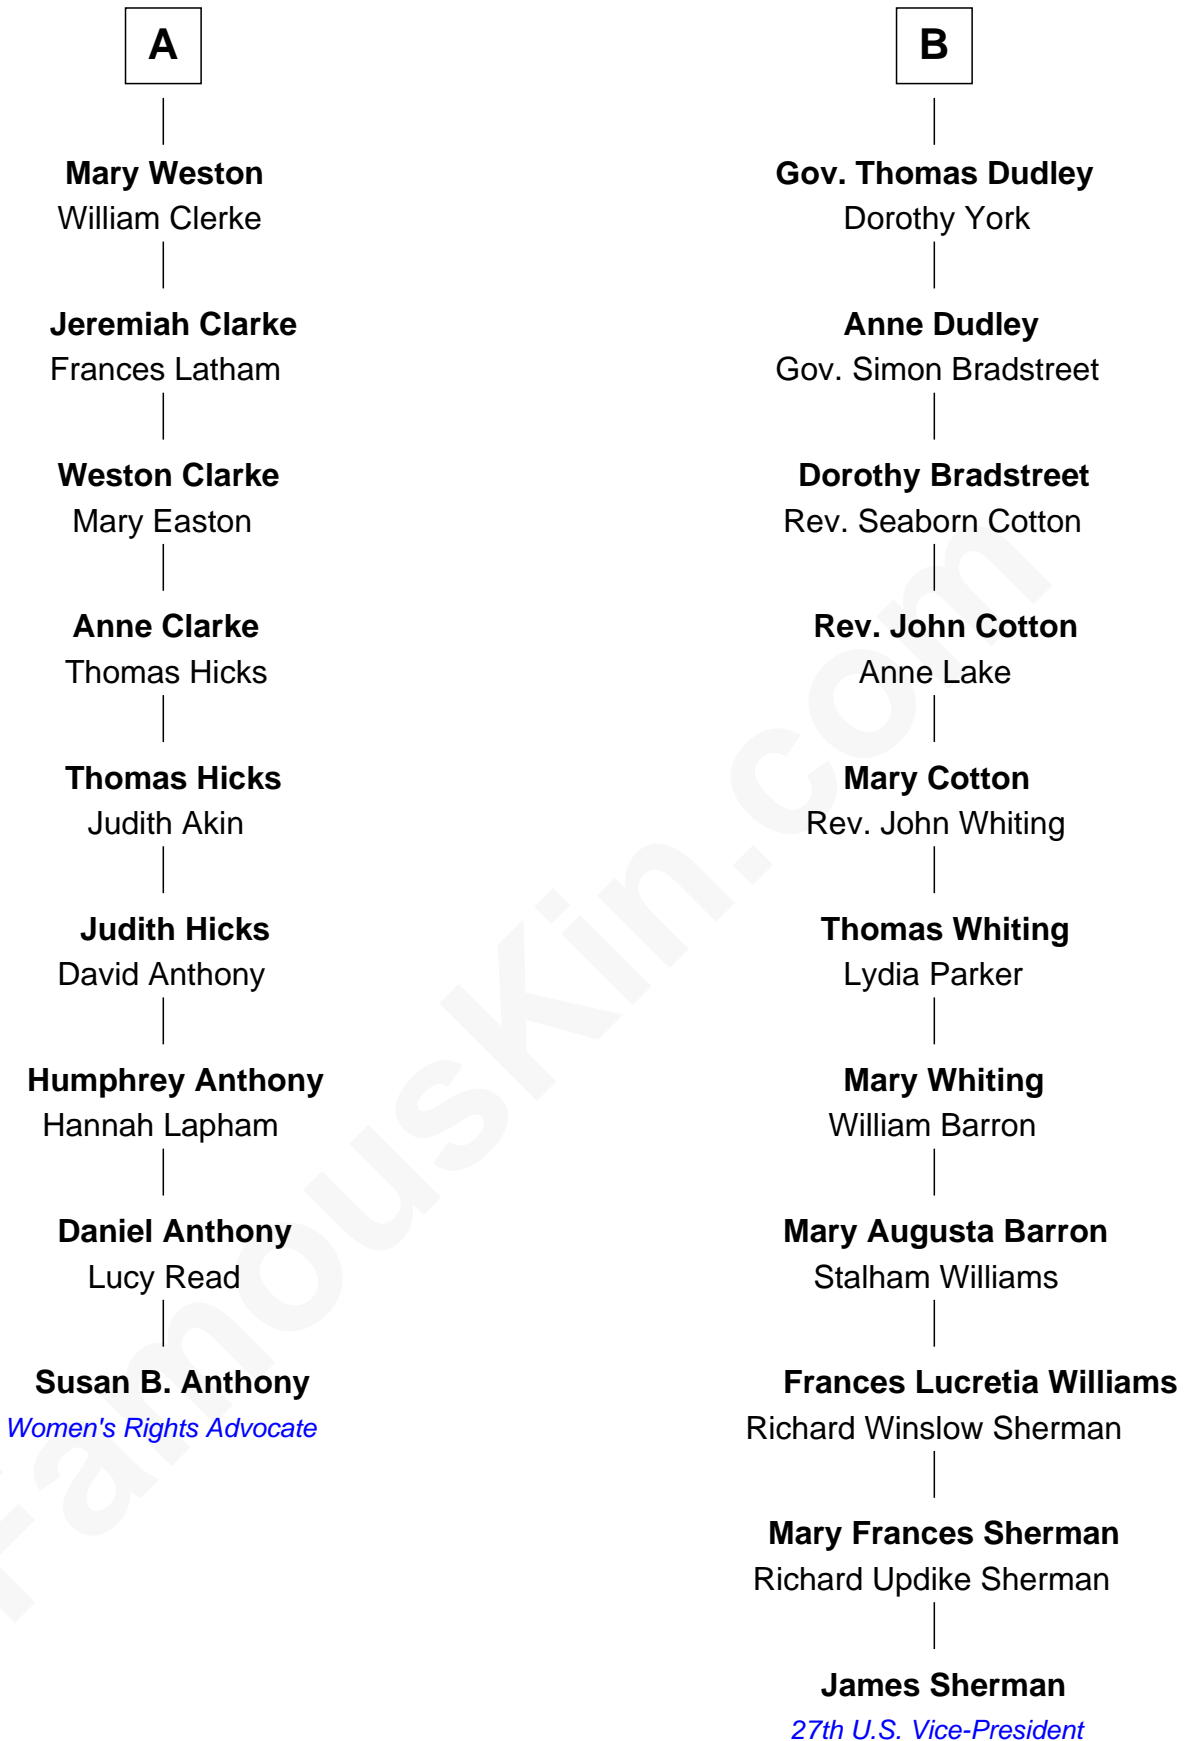 A
Mary Weston
William Clerke
Jeremiah Clarke
Frances Latham
Weston Clarke
Mary Easton
Anne Clarke
Thomas Hicks
Thomas Hicks
Judith Akin
Judith Hicks
David Anthony
Humphrey Anthony
Hannah Lapham
Daniel Anthony
Lucy Read
Susan B. Anthony
Women's Rights Advocate
B
Gov. Thomas Dudley
Dorothy York
Anne Dudley
Gov. Simon Bradstreet
Dorothy Bradstreet
Rev. Seaborn Cotton
Rev. John Cotton
Anne Lake
Mary Cotton
Rev. John Whiting
Thomas Whiting
Lydia Parker
Mary Whiting
William Barron
Mary Augusta Barron
Stalham Williams
Frances Lucretia Williams
Richard Winslow Sherman
Mary Frances Sherman
Richard Updike Sherman
James Sherman
27th U.S. Vice-President
FamousKin.com